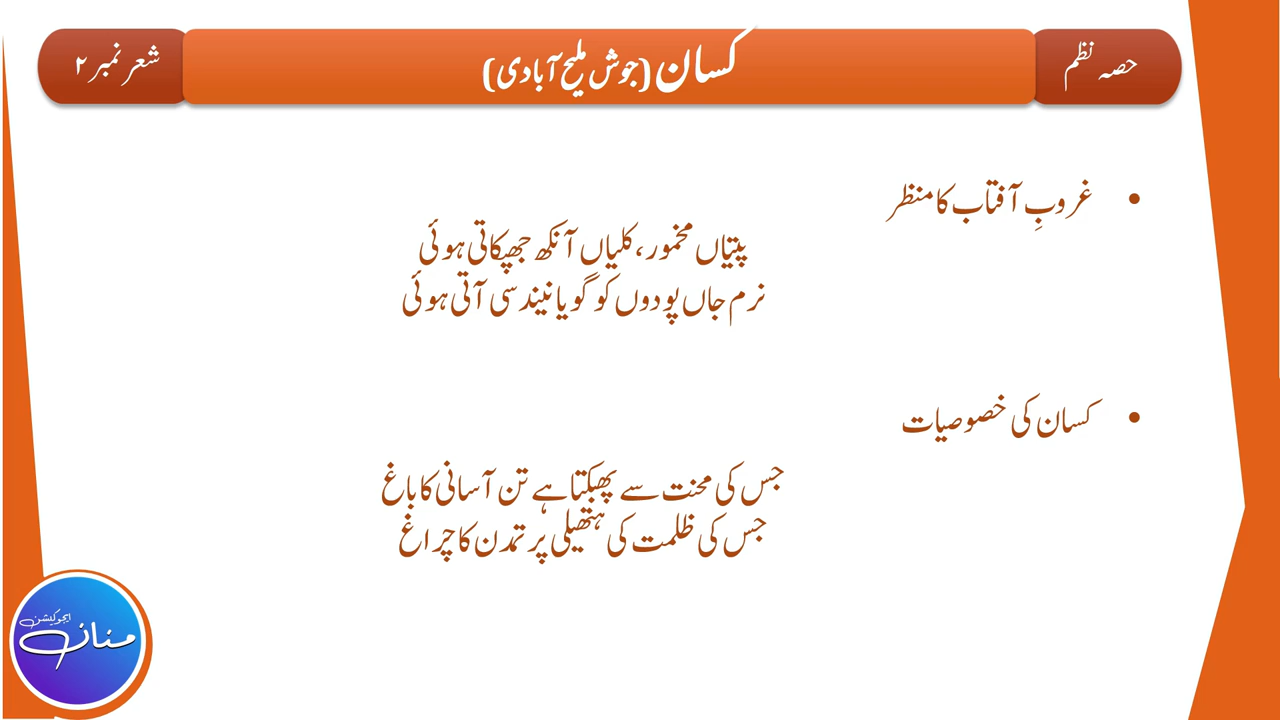 حصہ نظم
کسان (جوش ملیح آبادی)
شعر نمبر ۲
• غروبِ آفتاب کا منظر
پتیاں مخمور، کلیاں آنکھ جھپکاتی ہوئی
نرم جاں پودوں کو گویا نیند سی آتی ہوئی
• کسان کی خصوصیات
جس کی محنت سے پھبکتا ہے تن آسانی کا باغ
جس کی ظلمت کی ہتھیلی پر تمدن کا چراغ
منان
ایجوکیشن